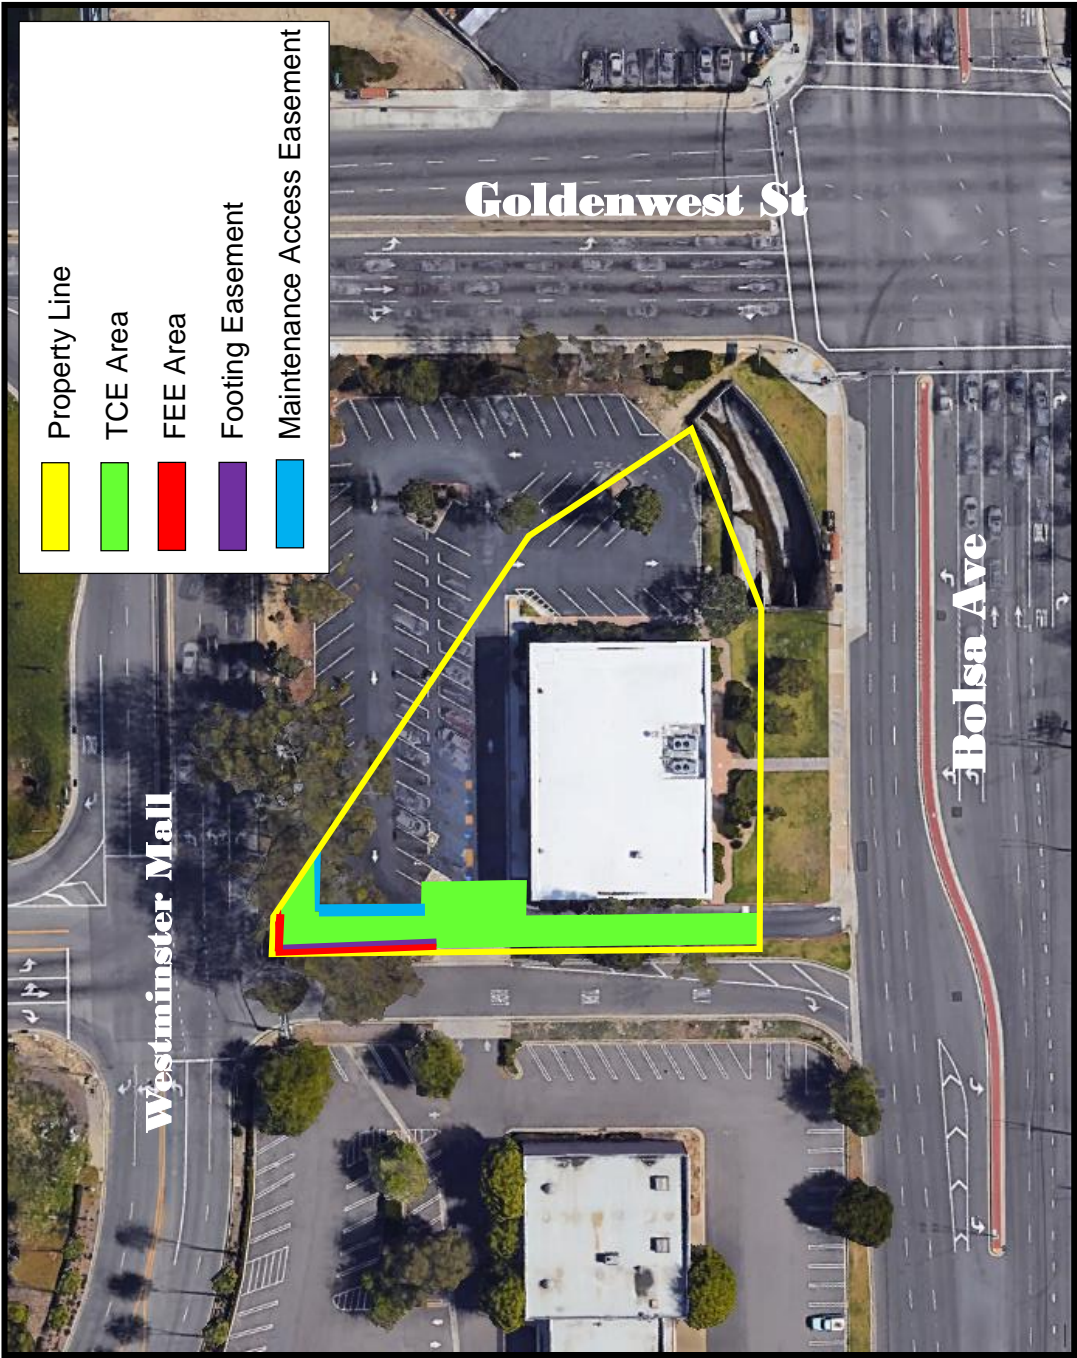 Property Line
TCE Area
FEE Area
Footing Easement
Maintenance Access Easement
Goldenwest St
Westminster Mall
Bolsa Ave